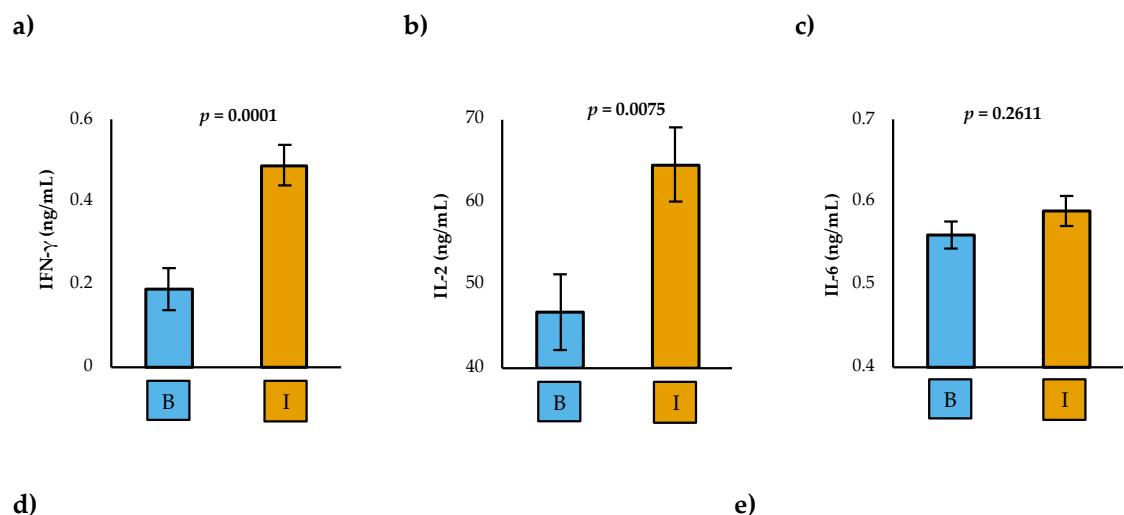 a)
b)
c)
p = 0.0001
IFN-γ (ng/mL)
0.6
0.4
0.2
0
B
I
p = 0.0075
IL-2 (ng/mL)
70
60
50
40
B
I
p = 0.2611
IL-6 (ng/mL)
0.7
0.6
0.5
0.4
B
I
d)
e)